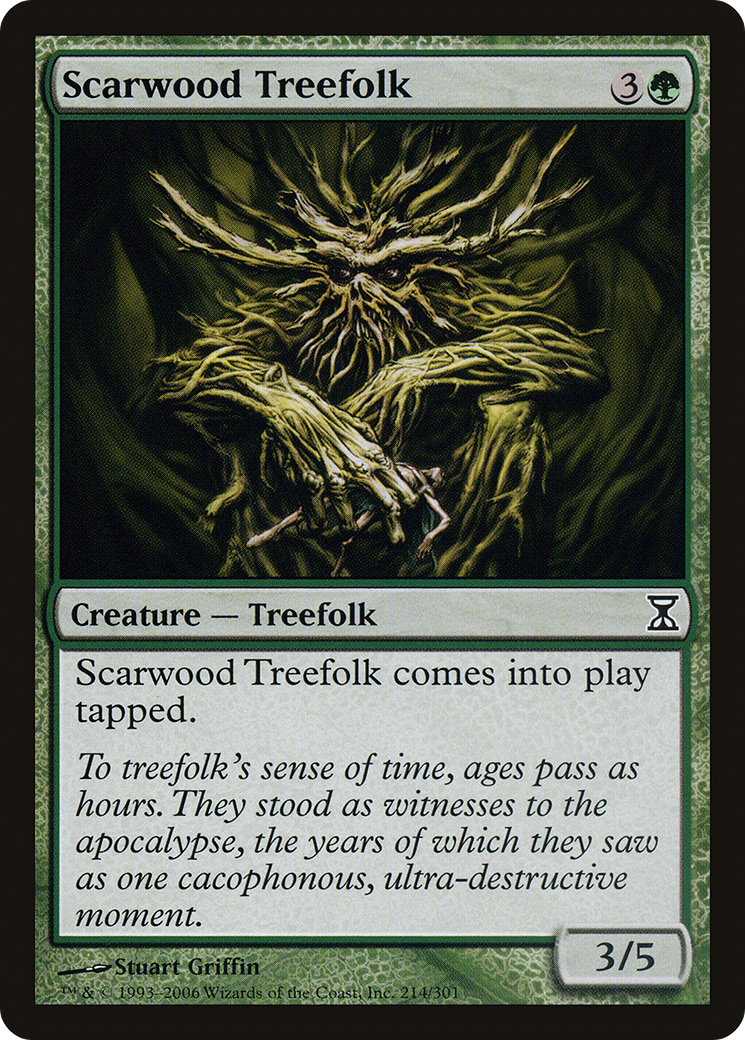 Scarwood Treefolk 3
Creature — Treefolk
Scarwood Treefolk comes into play
tapped.
To treefolk's sense of time, ages pass as
hours. They stood as witnesses to the
apocalypse, the years of which they saw
as one cacophonous, ultra-destructive
moment.
3/5
Stuart Griffin
™ & © 1993–2006 Wizards of the Coast, Inc. 214/301